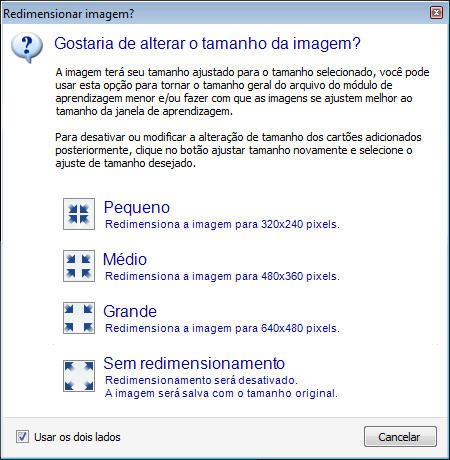 Redimensionar imagem?
Gostaria de alterar o tamanho da imagem?
A imagem terá seu tamanho ajustado para o tamanho selecionado, você pode
usar esta opção para tornar o tamanho geral do arquivo do módulo de
aprendizagem menor e/ou fazer com que as imagens se ajustem melhor ao
tamanho da janela de aprendizagem.
Para desativar ou modificar a alteração de tamanho dos cartões adicionados
posteriormente, clique no botão ajustar tamanho novamente e selecione o
ajuste de tamanho desejado.
Pequeno
Redimensiona a imagem para 320x240 pixels.
Médio
Redimensiona a imagem para 480x360 pixels.
Grande
Redimensiona a imagem para 640x480 pixels.
Sem redimensionamento
Redimensionamento será desativado.
A imagem será salva com o tamanho original.
Usar os dois lados
Cancelar